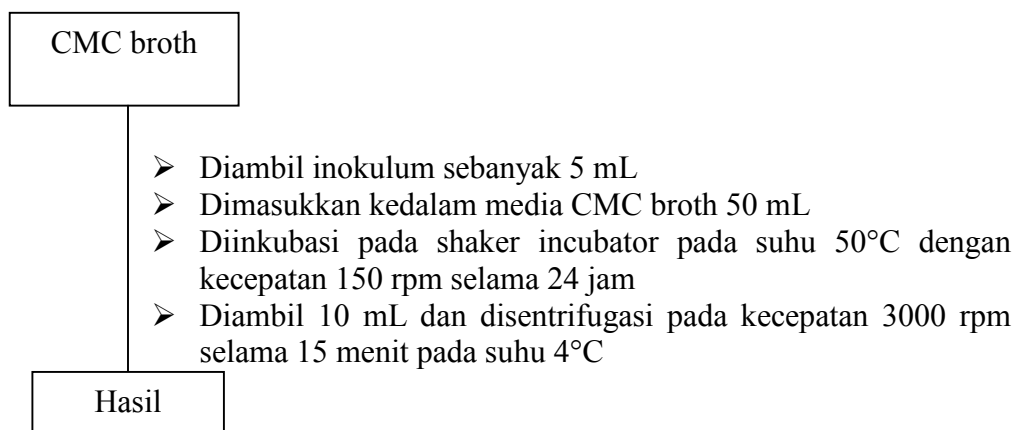 CMC broth
➢ Diambil inokulum sebanyak 5 mL
➢ Dimasukkan kedalam media CMC broth 50 mL
➢ Diinkubasi pada shaker incubator pada suhu 50°C dengan
kecepatan 150 rpm selama 24 jam
➢ Diambil 10 mL dan disentrifugasi pada kecepatan 3000 rpm
selama 15 menit pada suhu 4°C
Hasil